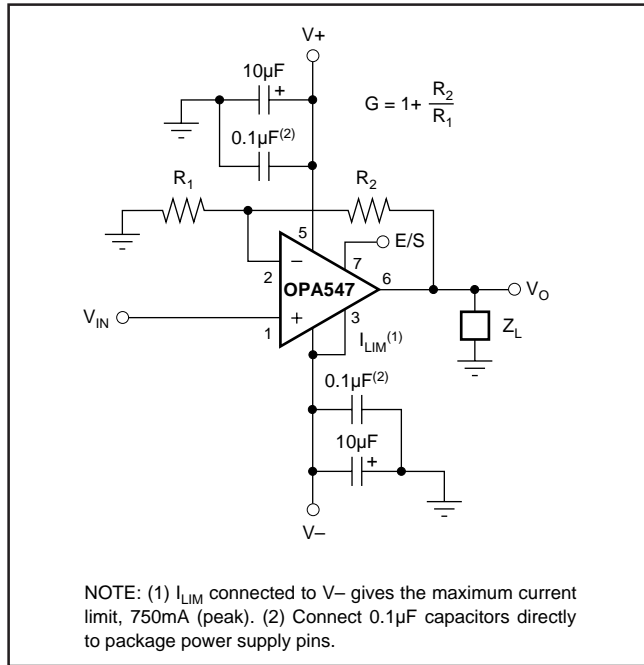 V+
10µF
+
G = 1+ R2
R1
0.1µF(2)
R1
R2
5
E/S
7
–
2
OPA547
6
VO
VIN
+
1
3
ILIM(1)
ZL
0.1µF(2)
10µF
+
V–
NOTE: (1) ILIM connected to V– gives the maximum current
limit, 750mA (peak). (2) Connect 0.1µF capacitors directly
to package power supply pins.